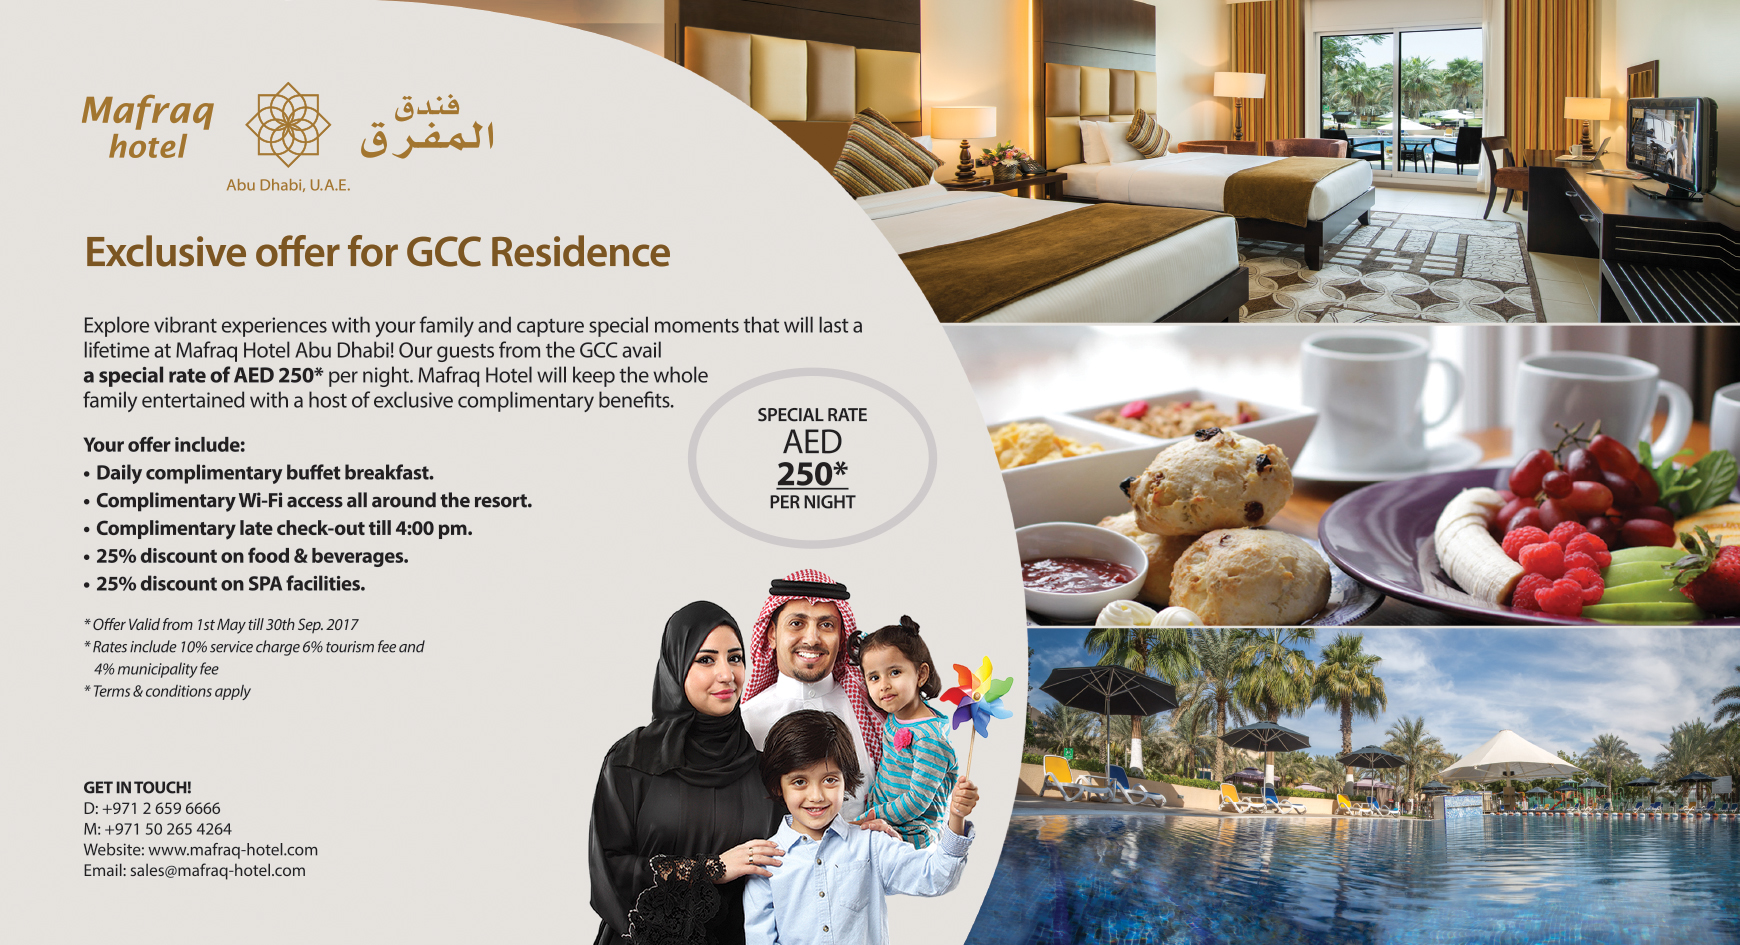 Mafraq
hotel
فندق
المفرق
Abu Dhabi, U.A.E.
Exclusive offer for GCC Residence
Explore vibrant experiences with your family and capture special moments that will last a
lifetime at Mafraq Hotel Abu Dhabi! Our guests from the GCC avail
a special rate of AED 250* per night. Mafraq Hotel will keep the whole
family entertained with a host of exclusive complimentary benefits.
SPECIAL RATE
AED
250*
PER NIGHT
Your offer include:
• Daily complimentary buffet breakfast.
• Complimentary Wi-Fi access all around the resort.
• Complimentary late check-out till 4:00 pm.
• 25% discount on food & beverages.
• 25% discount on SPA facilities.
* Offer Valid from 1st May till 30th Sep. 2017
* Rates include 10% service charge 6% tourism fee and
4% municipality fee
* Terms & conditions apply
GET IN TOUCH!
D: +971 2 659 6666
M: +971 50 265 4264
Website: www.mafraq-hotel.com
Email: sales@mafraq-hotel.com